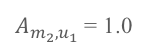 $A_{m_2,u_1} = 1.0$